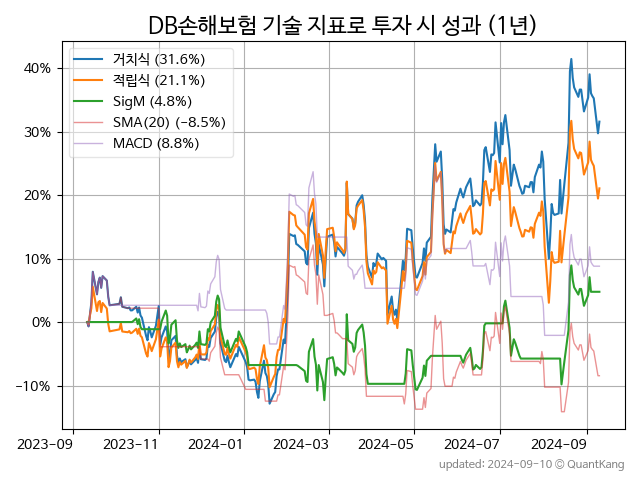 DB손해보험 기술 지표로 투자 시 성과 (1년)
거치식 (31.6%)
적립식 (21.1%)
SigM (4.8%)
SMA(20) (−8.5%)
MACD (8.8%)
40%
30%
20%
10%
0%
−10%
2023-09 2023-11 2024-01 2024-03 2024-05 2024-07 2024-09
updated: 2024-09-10 © QuantKang